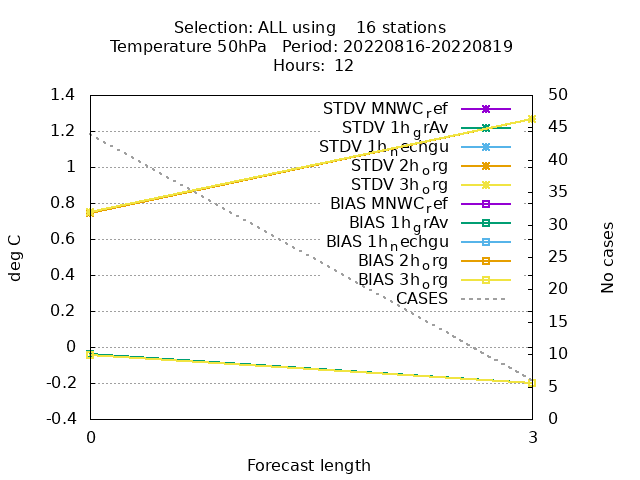 Selection: ALL using    16 stations
Temperature 50hPa   Period: 20220816-20220819
Hours:  12
1.4
1.2
1
0.8
0.6
0.4
0.2
0
-0.2
-0.4
50
45
40
35
30
25
20
15
10
5
0
deg C
No cases
STDV MNWC_ref
STDV 1h_grAv
STDV 1h_nechgu
STDV 2h_org
STDV 3h_org
BIAS MNWC_ref
BIAS 1h_grAv
BIAS 1h_nechgu
BIAS 2h_org
BIAS 3h_org
CASES
0
3
Forecast length